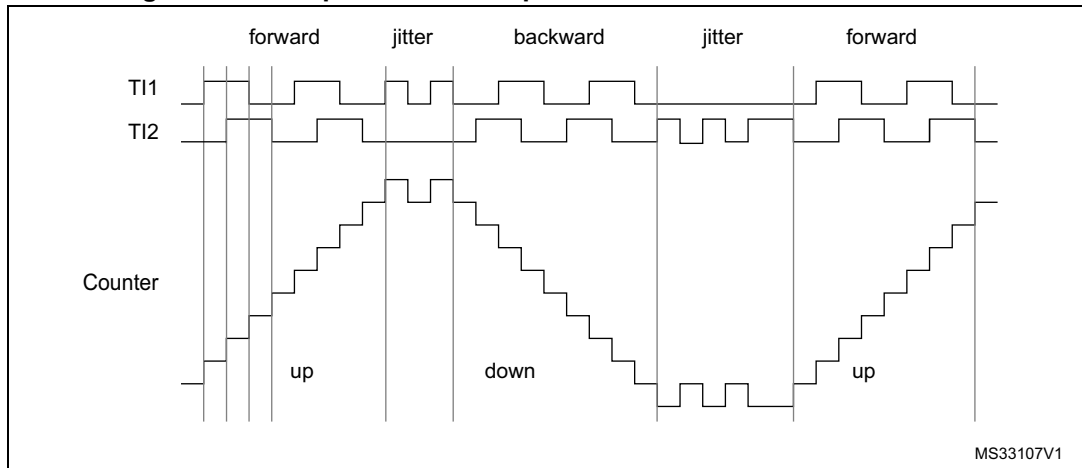 forward jitter backward jitter forward
TI1
TI2
Counter
up down up
MS33107V1